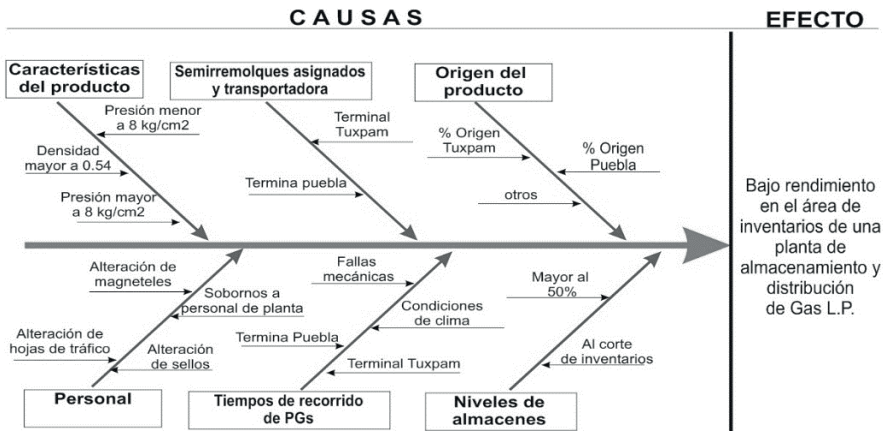 CAUSAS
EFECTO
Características
del producto
Semirremolques asignados
y transportadora
Origen del
producto
Presión menor
a 8 kg/cm2
Densidad
mayor a 0.54
Presión mayor
a 8 kg/cm2
Terminal
Tuxpam
Termina puebla
% Origen
Tuxpam
% Origen
Puebla
otros
Bajo rendimiento
en el área de
inventarios de una
planta de
almacenamiento y
distribución
de Gas L.P.
Alteración de
magneteles
Sobornos a
personal de planta
Alteración de
hojas de tráfico
Alteración
de sellos
Fallas
mecánicas
Condiciones
de clima
Termina Puebla
Terminal Tuxpam
Mayor al
50%
Al corte
de inventarios
Personal
Tiempos de recorrido
de PGs
Niveles de
almacenes